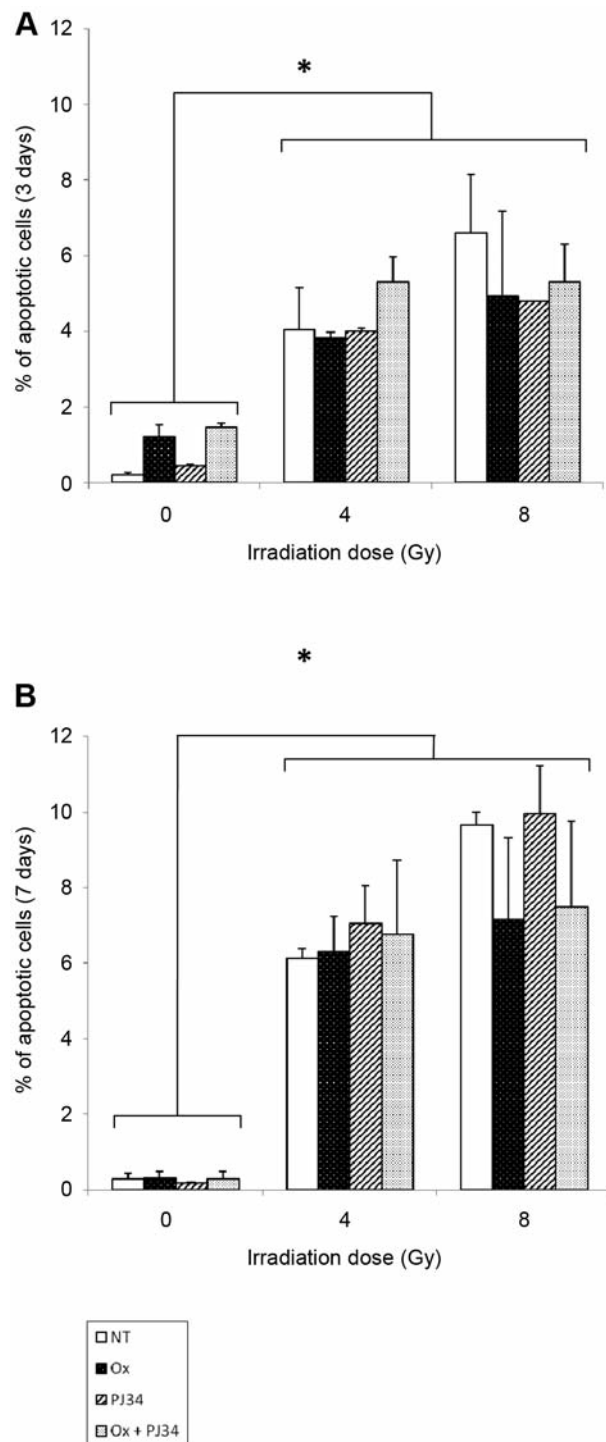 A
*
% of apoptotic cells (3 days)
12
10
8
6
4
2
0
0 4 8
Irradiation dose (Gy)
*
B
% of apoptotic cells (7 days)
12
10
8
6
4
2
0
0 4 8
Irradiation dose (Gy)
NT
Ox
PJ34
Ox + PJ34